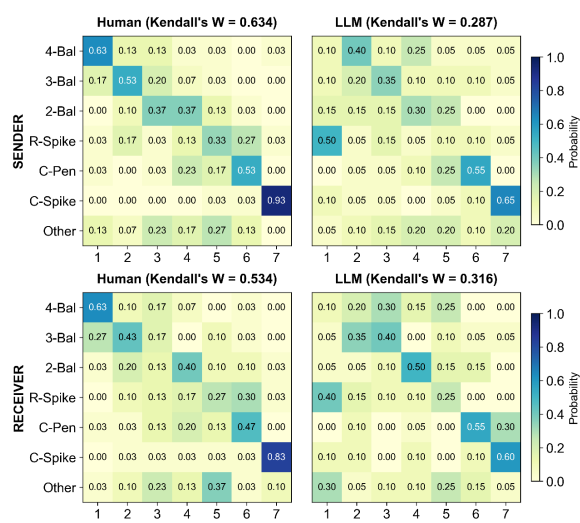 Human (Kendall's W = 0.634) LLM (Kendall's W = 0.287)
SENDER
4-Bal 0.63 0.13 0.13 0.03 0.03 0.00 0.03 0.10 0.40 0.10 0.25 0.05 0.05 0.05
3-Bal 0.17 0.53 0.20 0.07 0.03 0.00 0.00 0.10 0.20 0.35 0.10 0.10 0.10 0.05
2-Bal 0.00 0.10 0.37 0.37 0.13 0.03 0.00 0.15 0.15 0.15 0.30 0.25 0.00 0.00
R-Spike 0.07 0.17 0.03 0.13 0.33 0.27 0.00 0.50 0.05 0.15 0.05 0.10 0.10 0.05
C-Pen 0.00 0.00 0.03 0.23 0.17 0.53 0.03 0.00 0.05 0.10 0.05 0.25 0.55 0.00
C-Spike 0.00 0.00 0.00 0.00 0.03 0.03 0.93 0.10 0.05 0.10 0.00 0.05 0.05 0.65
Other 0.13 0.07 0.23 0.17 0.27 0.13 0.00 0.05 0.10 0.15 0.20 0.20 0.10 0.20
1 2 3 4 5 6 7 1 2 3 4 5 6 7
1.0
0.8
0.6
0.4
0.2
0.0
Probability
Human (Kendall's W = 0.534) LLM (Kendall's W = 0.316)
RECEIVER
4-Bal 0.63 0.10 0.17 0.07 0.03 0.00 0.00 0.10 0.20 0.30 0.15 0.25 0.00 0.00
3-Bal 0.27 0.43 0.17 0.00 0.10 0.03 0.00 0.05 0.35 0.40 0.00 0.10 0.05 0.05
2-Bal 0.03 0.20 0.13 0.40 0.10 0.10 0.03 0.05 0.05 0.10 0.50 0.15 0.15 0.00
R-Spike 0.00 0.10 0.13 0.17 0.27 0.30 0.03 0.40 0.15 0.10 0.10 0.25 0.00 0.00
C-Pen 0.03 0.03 0.13 0.20 0.13 0.47 0.00 0.00 0.10 0.00 0.05 0.00 0.55 0.30
C-Spike 0.00 0.03 0.03 0.03 0.00 0.07 0.83 0.10 0.10 0.00 0.10 0.00 0.10 0.60
Other 0.03 0.10 0.23 0.13 0.37 0.03 0.10 0.30 0.05 0.10 0.10 0.25 0.15 0.05
1 2 3 4 5 6 7 1 2 3 4 5 6 7
1.0
0.8
0.6
0.4
0.2
0.0
Probability